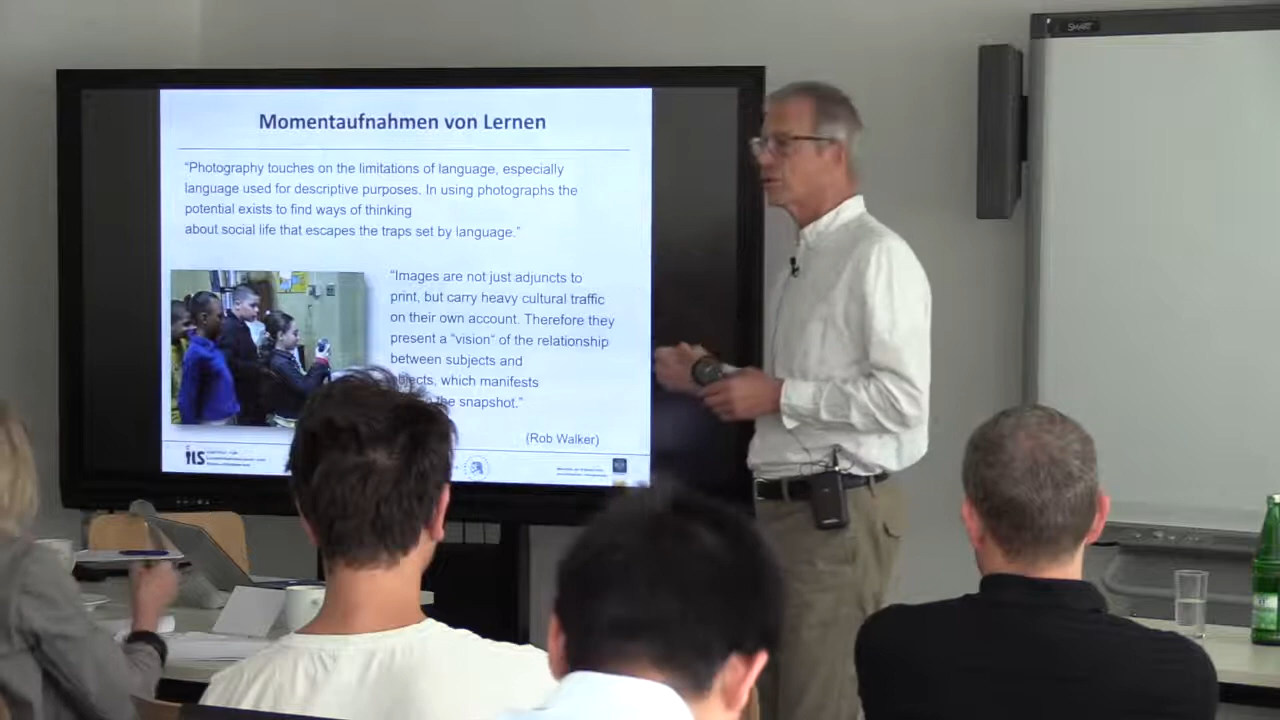 SMART
Momentaufnahmen von Lernen
“Photography touches on the limitations of language, especially
language used for descriptive purposes. In using photographs the
potential exists to find ways of thinking
about social life that escapes the traps set by language.”
“Images are not just adjuncts to
print, but carry heavy cultural traffic
on their own account. Therefore they
present a “vision“ of the relationship
between subjects and
objects, which manifests
the snapshot.”
(Rob Walker)
iLS